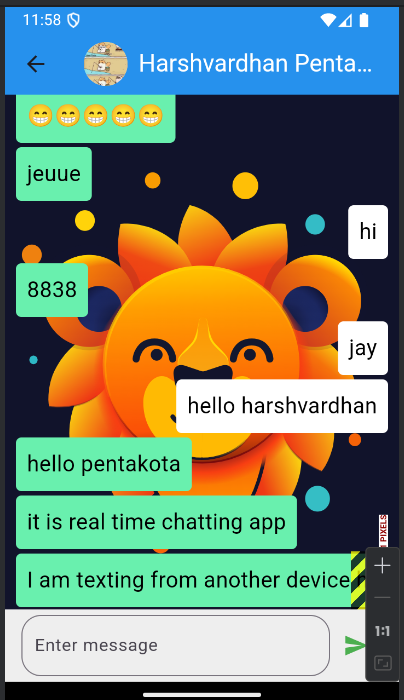 11:58
Harshvardhan Penta...
😁😁😁😁😁
jeuue
hi
8838
jay
hello harshvardhan
hello pentakota
it is real time chatting app
PIXELS
I am texting from another device
1:1
Enter message